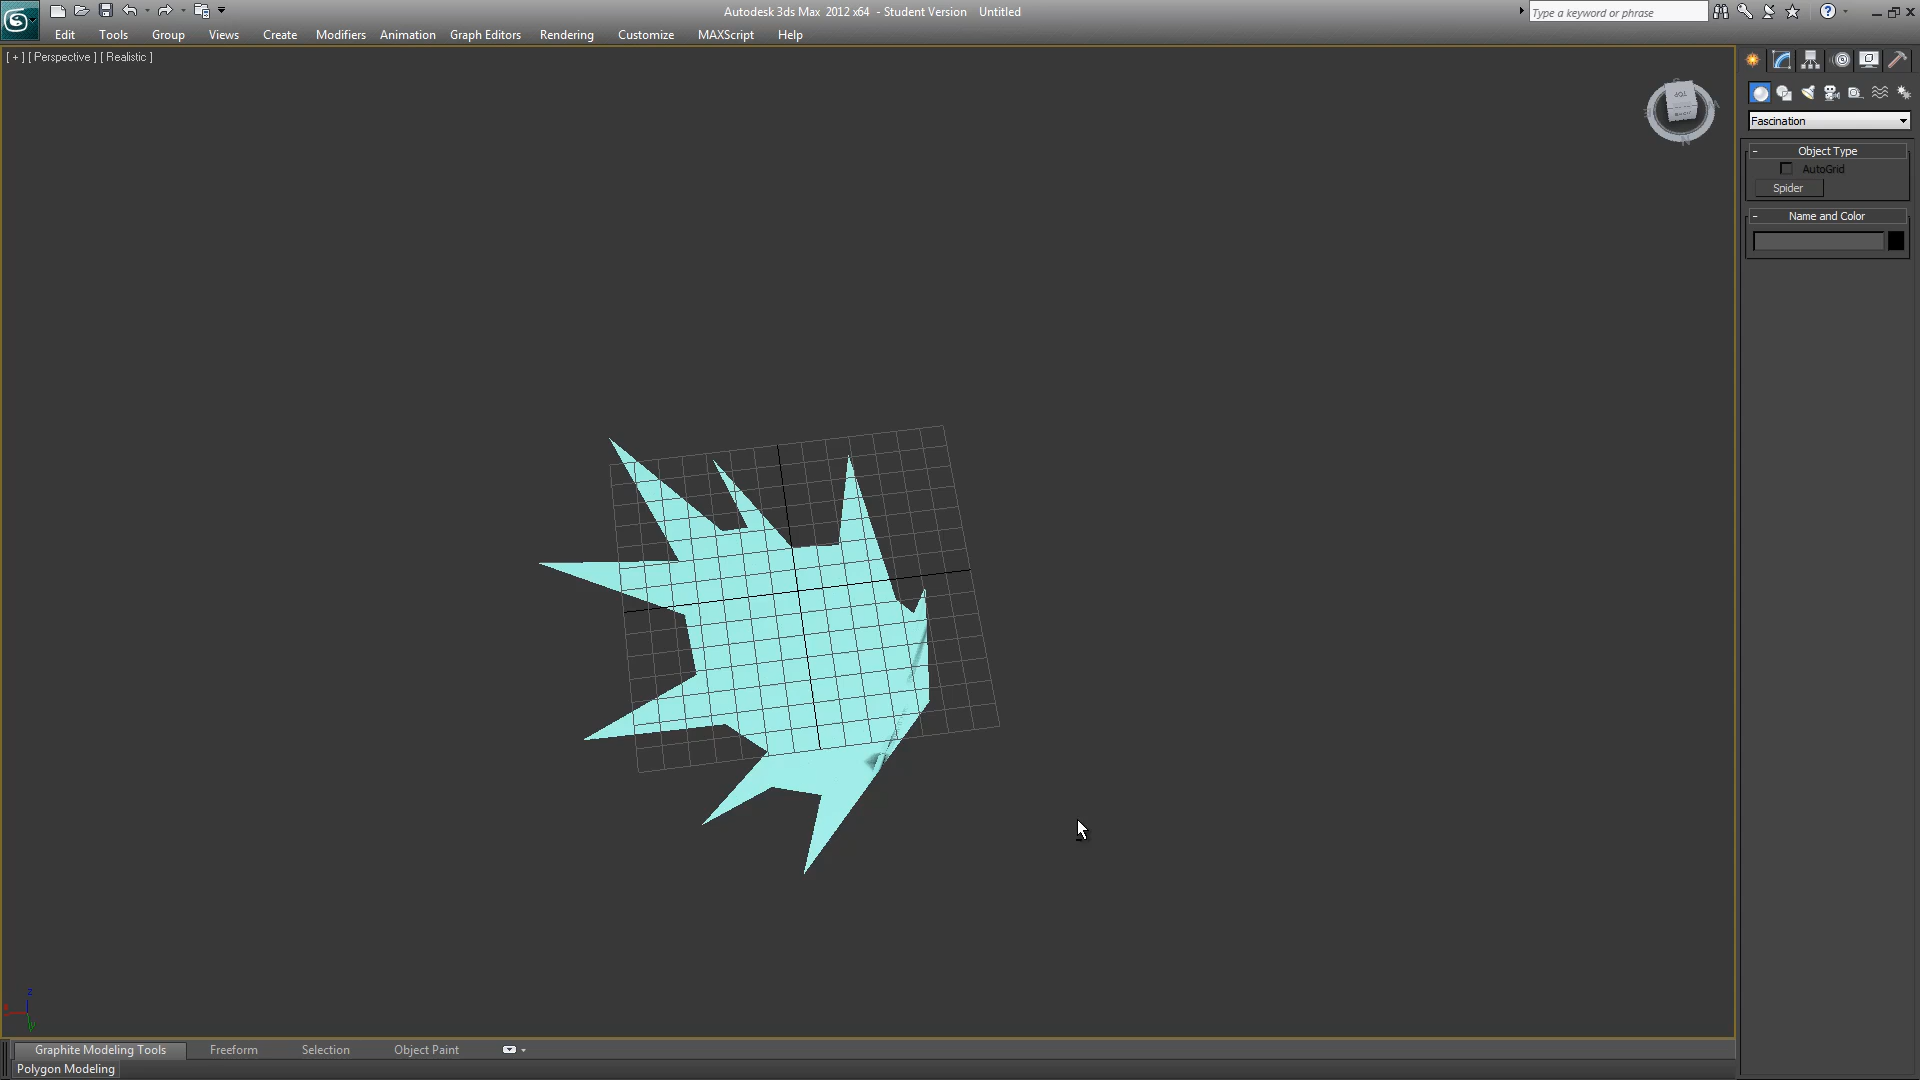 Autodesk 3ds Max 2012 x64 - Student Version Untitled
Type a keyword or phrase
Edit Tools Group Views Create Modifiers Animation Graph Editors Rendering Customize MAXScript Help
[ + ] [ Perspective ] [ Realistic ]
TOP
N
Fascination
- Object Type
AutoGrid
Spider
- Name and Color
z
x
y
Graphite Modeling Tools Freeform Selection Object Paint
Polygon Modeling